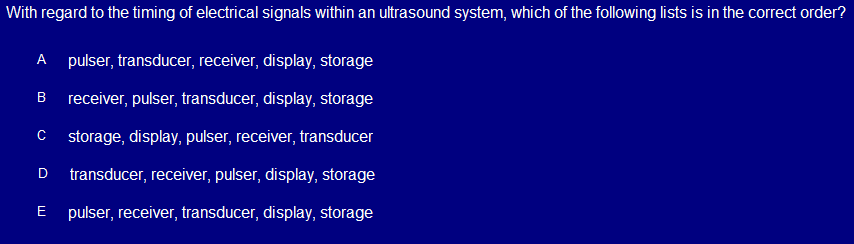 With regard to the timing of electrical signals within an ultrasound system, which of the following lists is in the correct order?
A pulser, transducer, receiver, display, storage
B receiver, pulser, transducer, display, storage
C storage, display, pulser, receiver, transducer
D transducer, receiver, pulser, display, storage
E pulser, receiver, transducer, display, storage